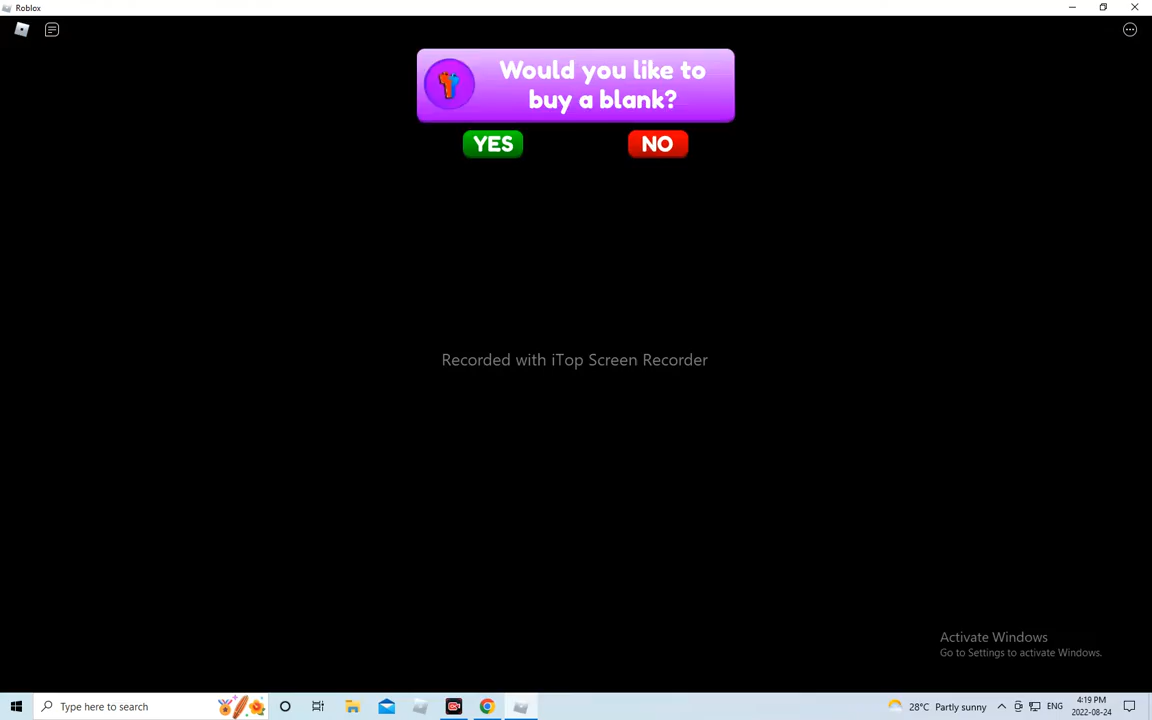 Roblox
Would you like to
buy a blank?
YES
NO
Recorded with iTop Screen Recorder
Activate Windows
Go to Settings to activate Windows.
Type here to search
28°C Partly sunny
ENG
4:19 PM
2022-08-24